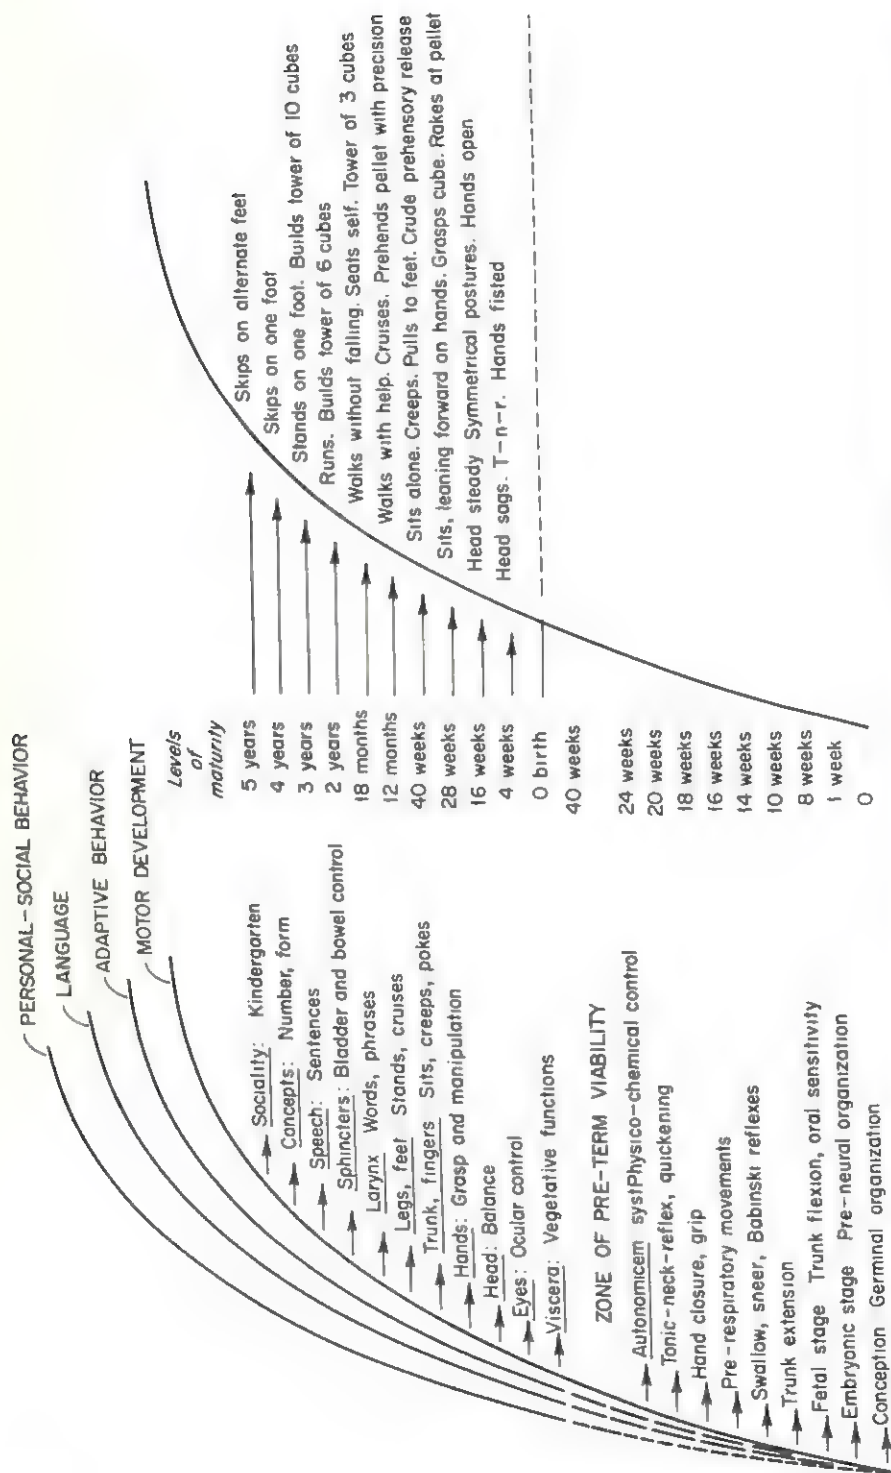 PERSONAL-SOCIAL BEHAVIOR
LANGUAGE
ADAPTIVE BEHAVIOR
MOTOR DEVELOPMENT
Sociality: Kindergarten
Concepts: Number, form
Speech: Sentences
Sphincters: Bladder and bowel control
Larynx Words, phrases
Legs, feet Stands, cruises
Trunk, fingers Sits, creeps, pokes
Hands: Grasp and manipulation
Head: Balance
Eyes: Ocular control
Viscera: Vegetative functions
ZONE OF PRE-TERM VIABILITY
Autonomicem systPhysico-chemical control
Tonic-neck-reflex, quickening
Hand closure, grip
Pre-respiratory movements
Swallow, sneer, Babinski reflexes
Trunk extension
Fetal stage Trunk flexion, oral sensitivity
Embryonic stage Pre-neural organization
Conception Germinal organization
Levels
of
maturity
5 years
4 years
3 years
2 years
18 months
12 months
40 weeks
28 weeks
16 weeks
4 weeks
0 birth
40 weeks
24 weeks
20 weeks
18 weeks
16 weeks
14 weeks
10 weeks
8 weeks
1 week
0
Skips on alternate feet
Skips on one foot
Stands on one foot. Builds tower of 10 cubes
Runs. Builds tower of 6 cubes
Walks without falling. Seats self. Tower of 3 cubes
Walks with help. Cruises. Prehends pellet with precision
Sits alone. Creeps. Pulls to feet. Crude prehensory release
Sits, leaning forward on hands. Grasps cube. Rakes at pellet
Head steady Symmetrical postures. Hands open
Head sags. T-n-r. Hands fisted